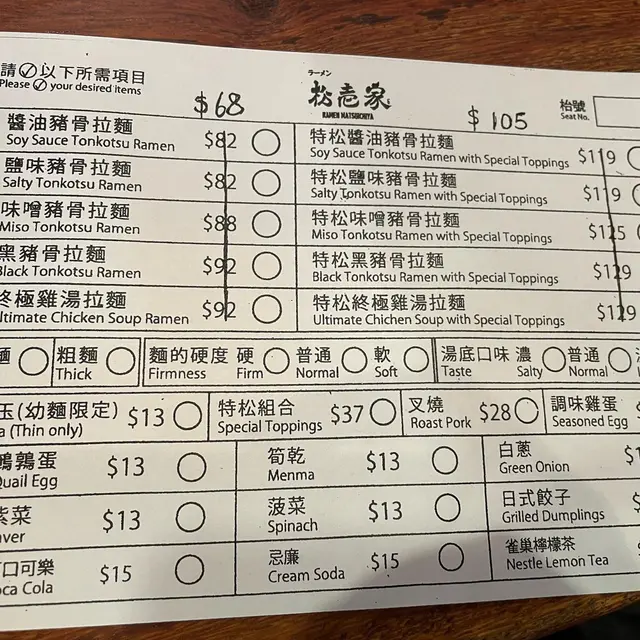 請✓以下所需項目
Please ✓ your desired items
$68
ラーメン
松壱家
RAMEN MATSUICHIYA
$105
枱號
Seat No.
醬油豬骨拉麵
Soy Sauce Tonkotsu Ramen $82
特松醬油豬骨拉麵
Soy Sauce Tonkotsu Ramen with Special Toppings $119
鹽味豬骨拉麵
Salty Tonkotsu Ramen $82
特松鹽味豬骨拉麵
Salty Tonkotsu Ramen with Special Toppings $119
味噌豬骨拉麵
Miso Tonkotsu Ramen $88
特松味噌豬骨拉麵
Miso Tonkotsu Ramen with Special Toppings $125
黑豬骨拉麵
Black Tonkotsu Ramen $92
特松黑豬骨拉麵
Black Tonkotsu Ramen with Special Toppings $129
終極雞湯拉麵
Ultimate Chicken Soup Ramen $92
特松終極雞湯拉麵
Ultimate Chichen Soup with Special Toppings $129
麵 粗麵 麵的硬度 硬 普通 軟 湯底口味 濃 普通
Thick Firmness Firm Normal Soft Taste Salty Normal
玉(幼麵限定) $13 特松組合 $37 叉燒 $28 調味雞蛋
a (Thin only) Special Toppings Roast Pork Seasoned Egg
鵪鶉蛋 $13 筍乾 $13 白蔥
Quail Egg Menma Green Onion
紫菜 $13 菠菜 $13 日式餃子
aver Spinach Grilled Dumplings
口可樂 $15 忌廉 $15 雀巢檸檬茶
oca Cola Cream Soda Nestle Lemon Tea